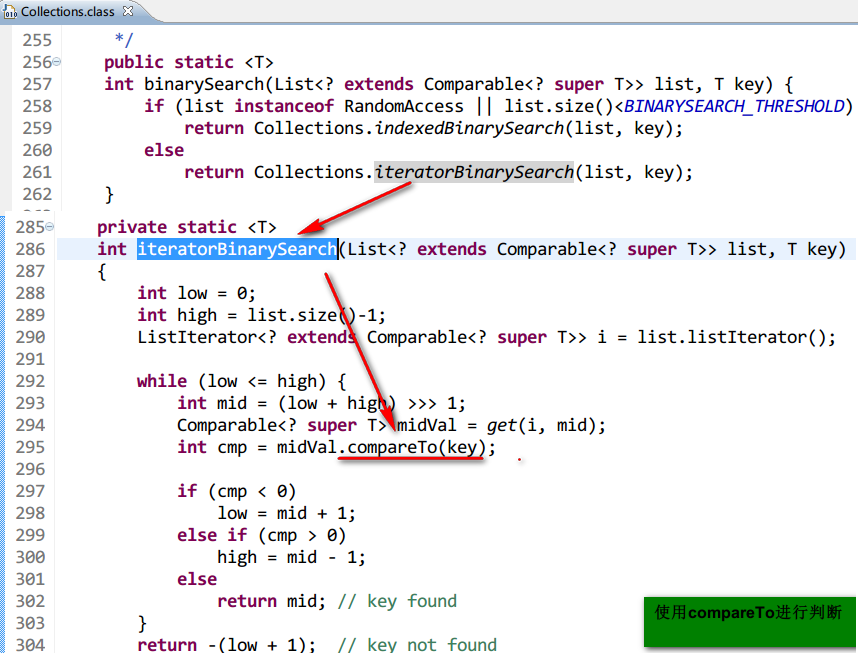 Collections.class
255 */
256 public static <T>
257 int binarySearch(List<? extends Comparable<? super T>> list, T key) {
258 if (list instanceof RandomAccess || list.size()<BINARYSEARCH_THRESHOLD)
259 return Collections.indexedBinarySearch(list, key);
260 else
261 return Collections.iteratorBinarySearch(list, key);
262 }
285 private static <T>
286 int iteratorBinarySearch(List<? extends Comparable<? super T>> list, T key)
287 {
288 int low = 0;
289 int high = list.size()-1;
290 ListIterator<? extends Comparable<? super T>> i = list.listIterator();
291
292 while (low <= high) {
293 int mid = (low + high) >>> 1;
294 Comparable<? super T> midVal = get(i, mid);
295 int cmp = midVal.compareTo(key);
296
297 if (cmp < 0)
298 low = mid + 1;
299 else if (cmp > 0)
300 high = mid - 1;
301 else
302 return mid; // key found
303 }
304 return -(low + 1); // key not found
使用compareTo进行判断